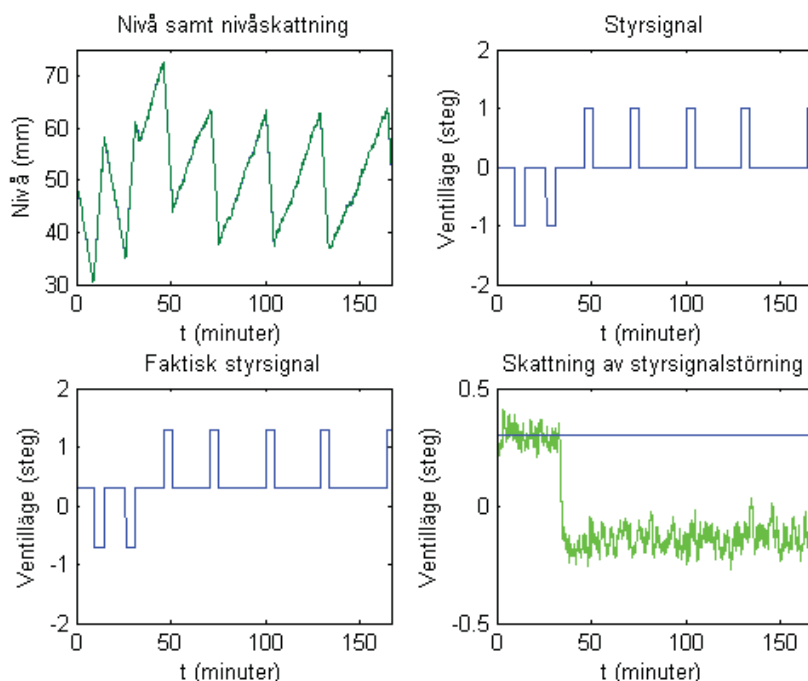 Nivå samt nivåskattning
Nivå (mm)
70
60
50
40
30
0 50 100 150
t (minuter)
Styrsignal
Ventilläge (steg)
2
1
0
-1
-2
0 50 100 150
t (minuter)
Faktisk styrsignal
Ventilläge (steg)
2
1
0
-1
-2
0 50 100 150
t (minuter)
Skattning av styrsignalstörning
Ventilläge (steg)
0.5
0
-0.5
0 50 100 150
t (minuter)